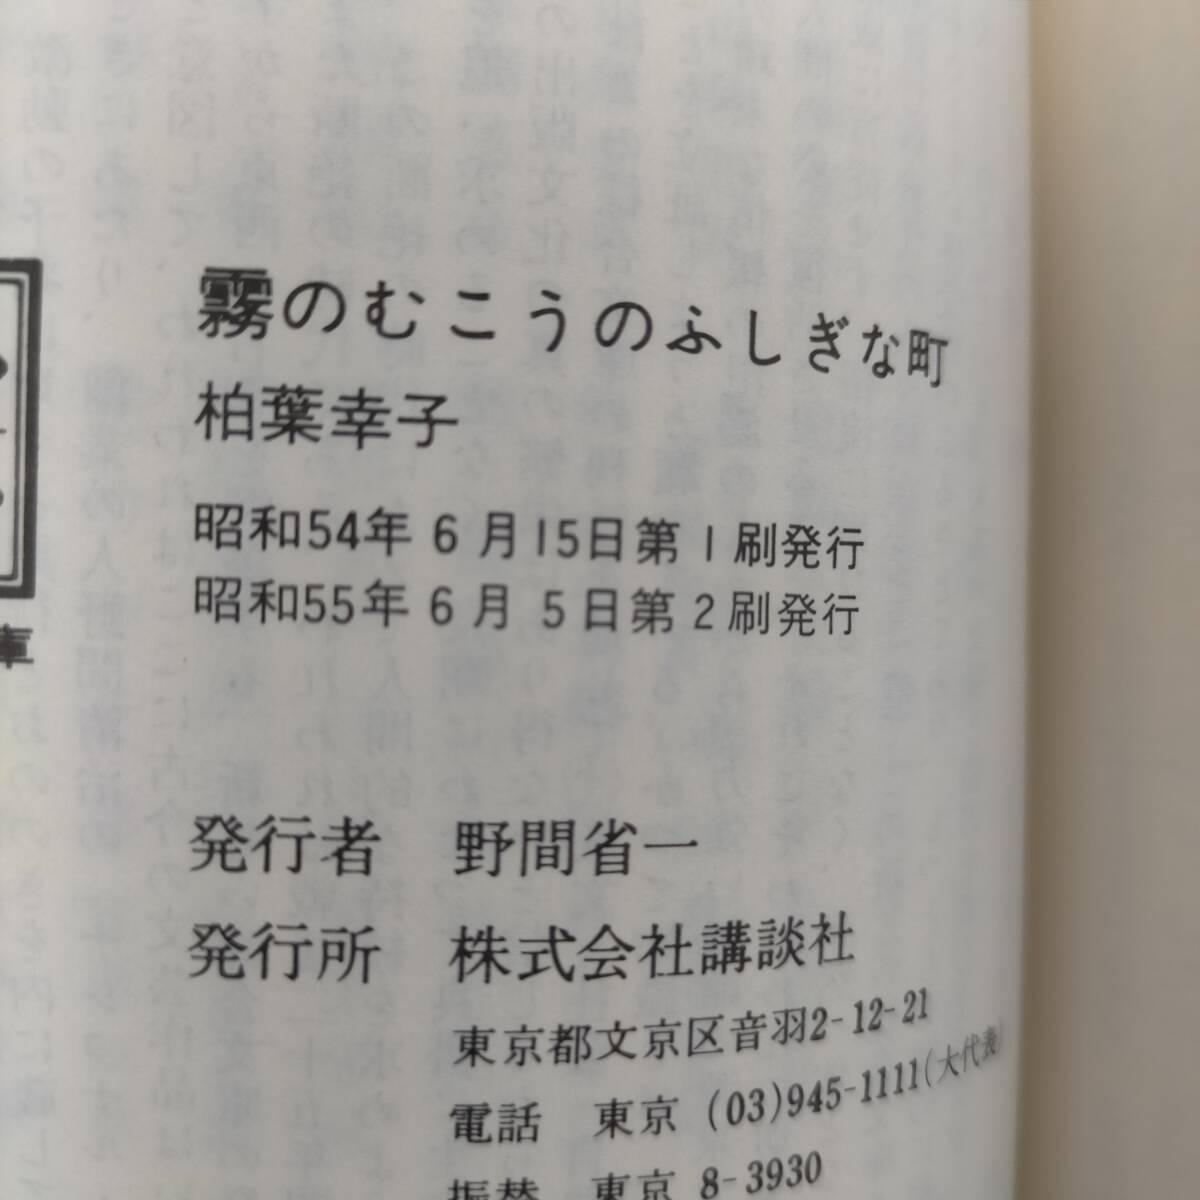 霧のむこうのふしぎな町
柏葉幸子
昭和54年6月15日第1刷発行
昭和55年6月5日第2刷発行
庫
発行者 野間省一
発行所 株式会社講談社
東京都文京区音羽2-12-21
電話 東京 (03)945-1111(大代表)
振替 東京 8-3930